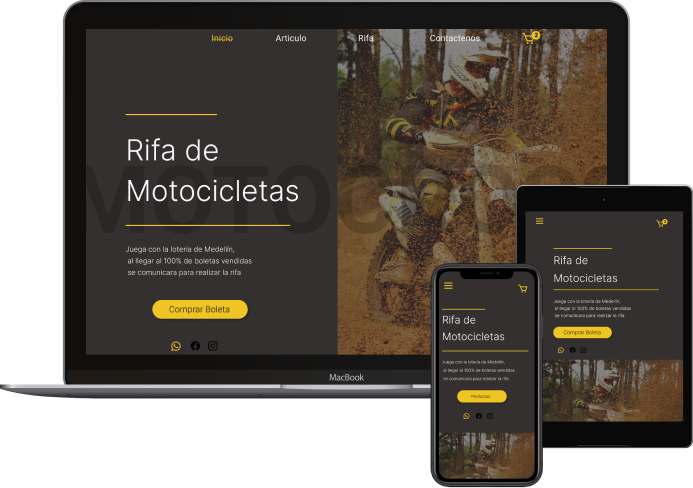 Inicio Articulo Rifa Contactenos 2
Rifa de
Motocicletas
Juega con la lotería de Medellín,
al llegar al 100% de boletas vendidas
se comunicara para realizar la rifa
Comprar Boleta
MacBook
2
Rifa de
Motocicletas
Juega con la lotería de Medellín,
al llegar al 100% de boletas vendidas
se comunicara para realizar la rifa
Comprar Boleta
Rifa de
Motocicletas
Juega con la lotería de Medellín,
al llegar al 100% de boletas vendidas
se comunicara para realizar la rifa
Productos